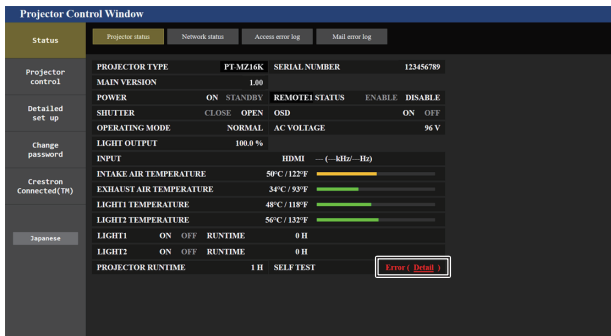 Projector Control Window
Status
Projector status
Network status
Access error log
Mail error log
Projector
control
Detailed
set up
Change
password
Crestron
Connected(TM)
Japanese
PROJECTOR TYPE PT-MZ16K SERIAL NUMBER 123456789
MAIN VERSION 1.00
POWER ON STANDBY REMOTE1 STATUS ENABLE DISABLE
SHUTTER CLOSE OPEN OSD ON OFF
OPERATING MODE NORMAL AC VOLTAGE 96 V
LIGHT OUTPUT 100.0 %
INPUT HDMI — (—kHz/—Hz)
INTAKE AIR TEMPERATURE 50°C / 122°F
EXHAUST AIR TEMPERATURE 34°C / 93°F
LIGHT1 TEMPERATURE 48°C / 118°F
LIGHT2 TEMPERATURE 56°C / 132°F
LIGHT1 ON OFF RUNTIME 0 H
LIGHT2 ON OFF RUNTIME 0 H
PROJECTOR RUNTIME 1 H SELF TEST Error ( Detail )